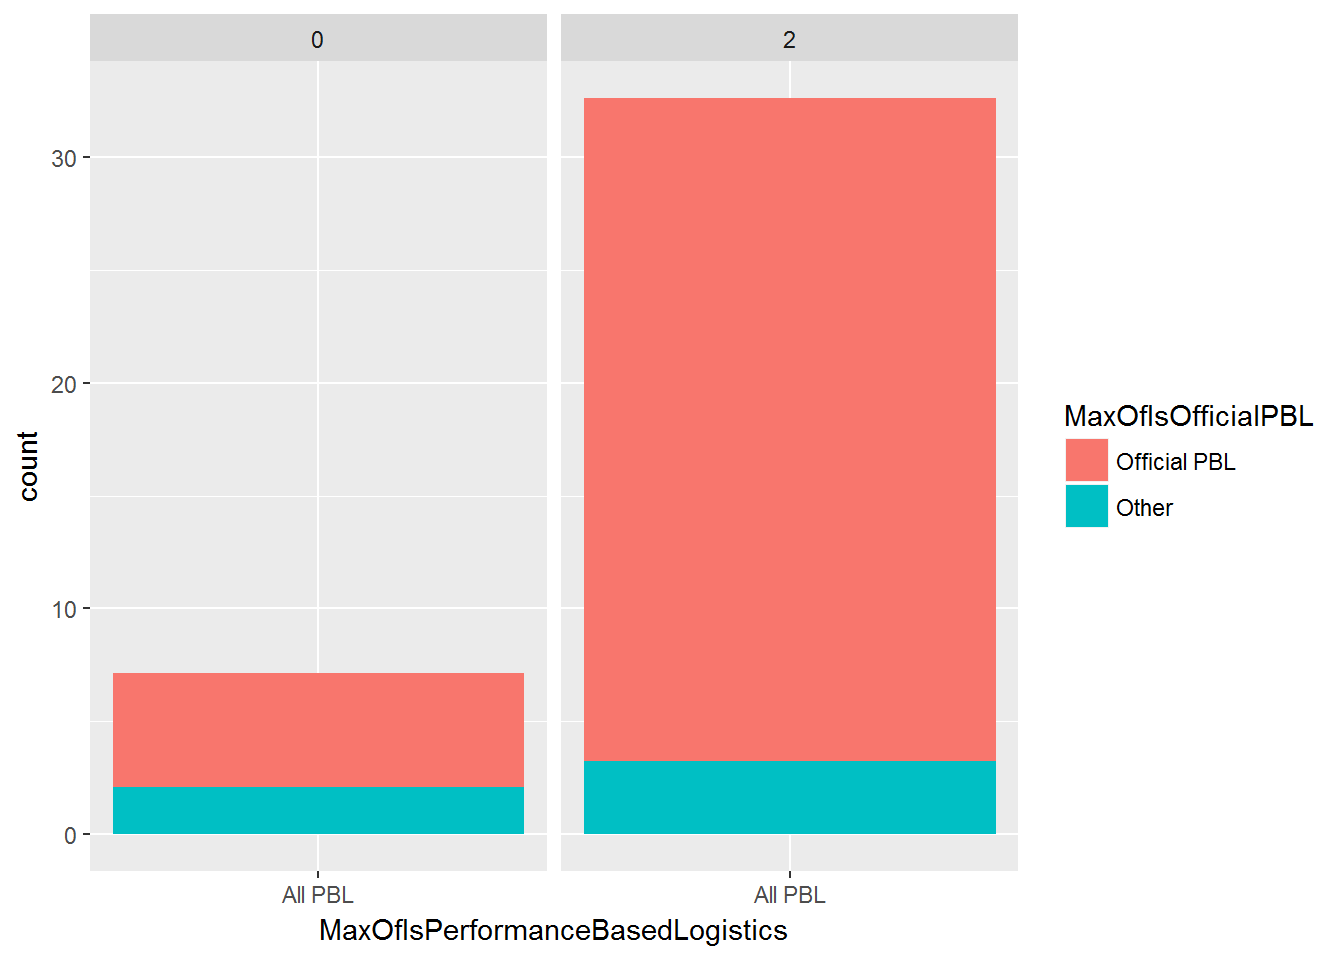 0
2
30
20
10
0
count
All PBL
All PBL
MaxOfIsPerformanceBasedLogistics
MaxOfIsOfficialPBL
Official PBL
Other